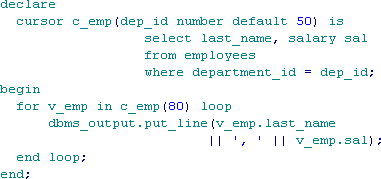 declare
  cursor c_emp(dep_id number default 50) is
                  select last_name, salary sal
                  from employees
                  where department_id = dep_id;
begin
  for v_emp in c_emp(80) loop
      dbms_output.put_line(v_emp.last_name
                          || ', ' || v_emp.sal);
  end loop;
end;